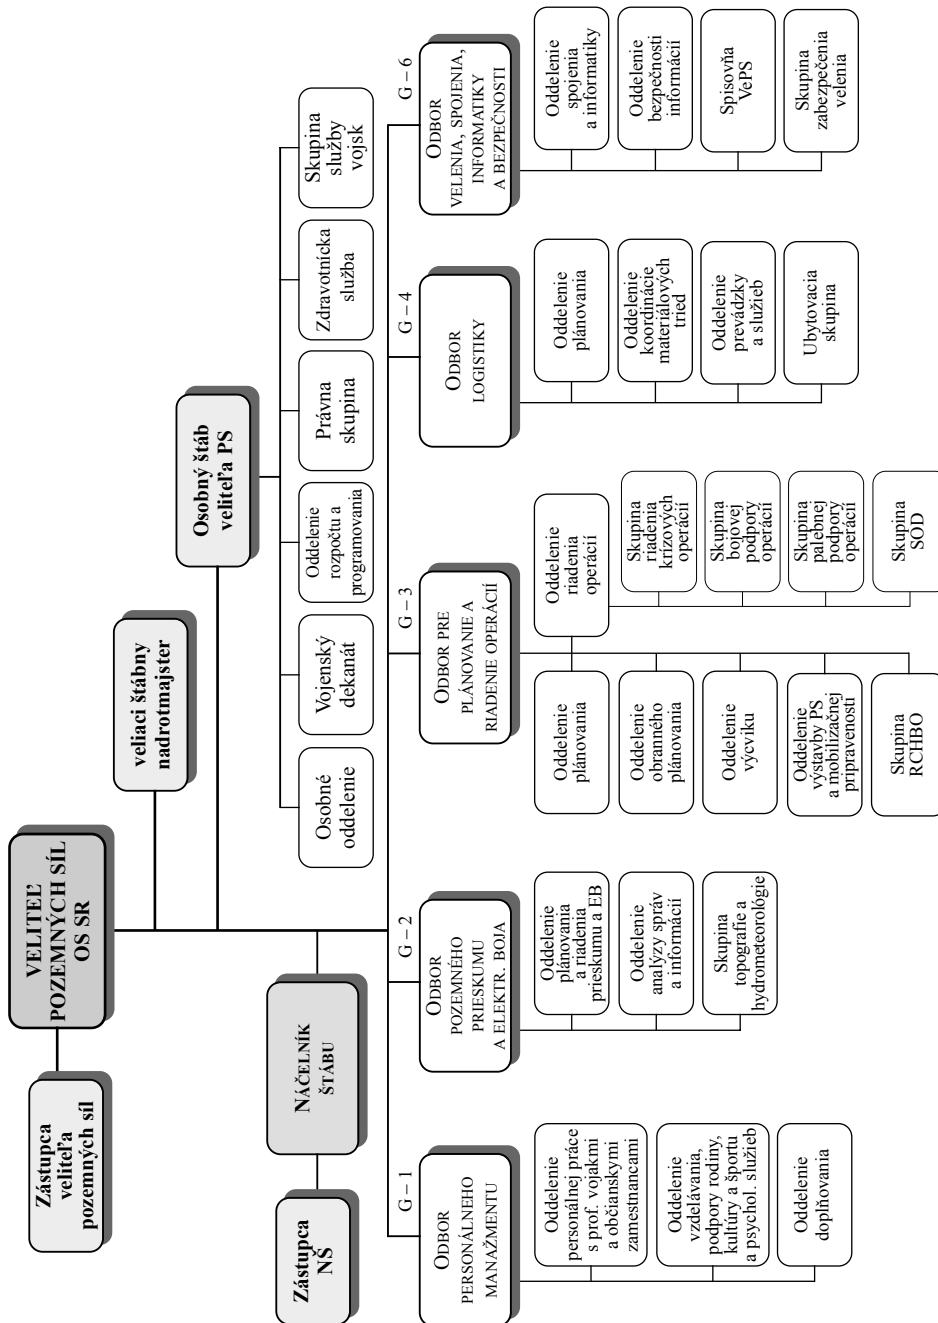 VELITEĽ
POZEMNÝCH SÍL
OS SR
Zástupca
veliteľa
pozemných síl
veliaci štábny
nadrotmajster
Osobný štáb
veliteľa PS
Osobné
oddelenie
Vojenský
dekanát
Oddelenie
rozpočtu a
programovania
Právna
skupina
Zdravotnícka
služba
Skupina
služby
vojsk
NÁČELNÍK
ŠTÁBU
Zástupca
NŠ
G – 1
ODBOR
PERSONÁLNEHO
MANAŽMENTU
Oddelenie
personálnej práce
s prof. vojakmi
a občianskymi
zamestnancami
Oddelenie
vzdelávania,
podpory rodiny,
kultúry a športu
a psychol. služieb
Oddelenie
doplňovania
G – 2
ODBOR
POZEMNÉHO
PRIESKUMU
A ELEKTR. BOJA
Oddelenie
plánovania
a riadenia
prieskumu a EB
Oddelenie
analýzy správ
a informácií
Skupina
topografie a
hydrometeorológie
G – 3
ODBOR PRE
PLÁNOVANIE A
RIADENIE OPERÁCIÍ
Oddelenie
plánovania
Oddelenie
obranného
plánovania
Oddelenie
výcviku
Oddelenie
výstavby PS
a mobilizačnej
pripravenosti
Skupina
RCHBO
Oddelenie
riadenia
operácií
Skupina
riadenia
krízových
operácií
Skupina
bojovej
podpory
operácií
Skupina
palebnej
podpory
operácií
Skupina
SOD
G – 4
ODBOR
LOGISTIKY
Oddelenie
plánovania
Oddelenie
koordinácie
materiálových
tried
Oddelenie
prevádzky
a služieb
Ubytovacia
skupina
G – 6
ODBOR
VELENIA, SPOJENIA,
INFORMATIKY
A BEZPEČNOSTI
Oddelenie
spojenia
a informatiky
Oddelenie
bezpečnosti
informácií
Spisovňa
VePS
Skupina
zabezpečenia
velenia